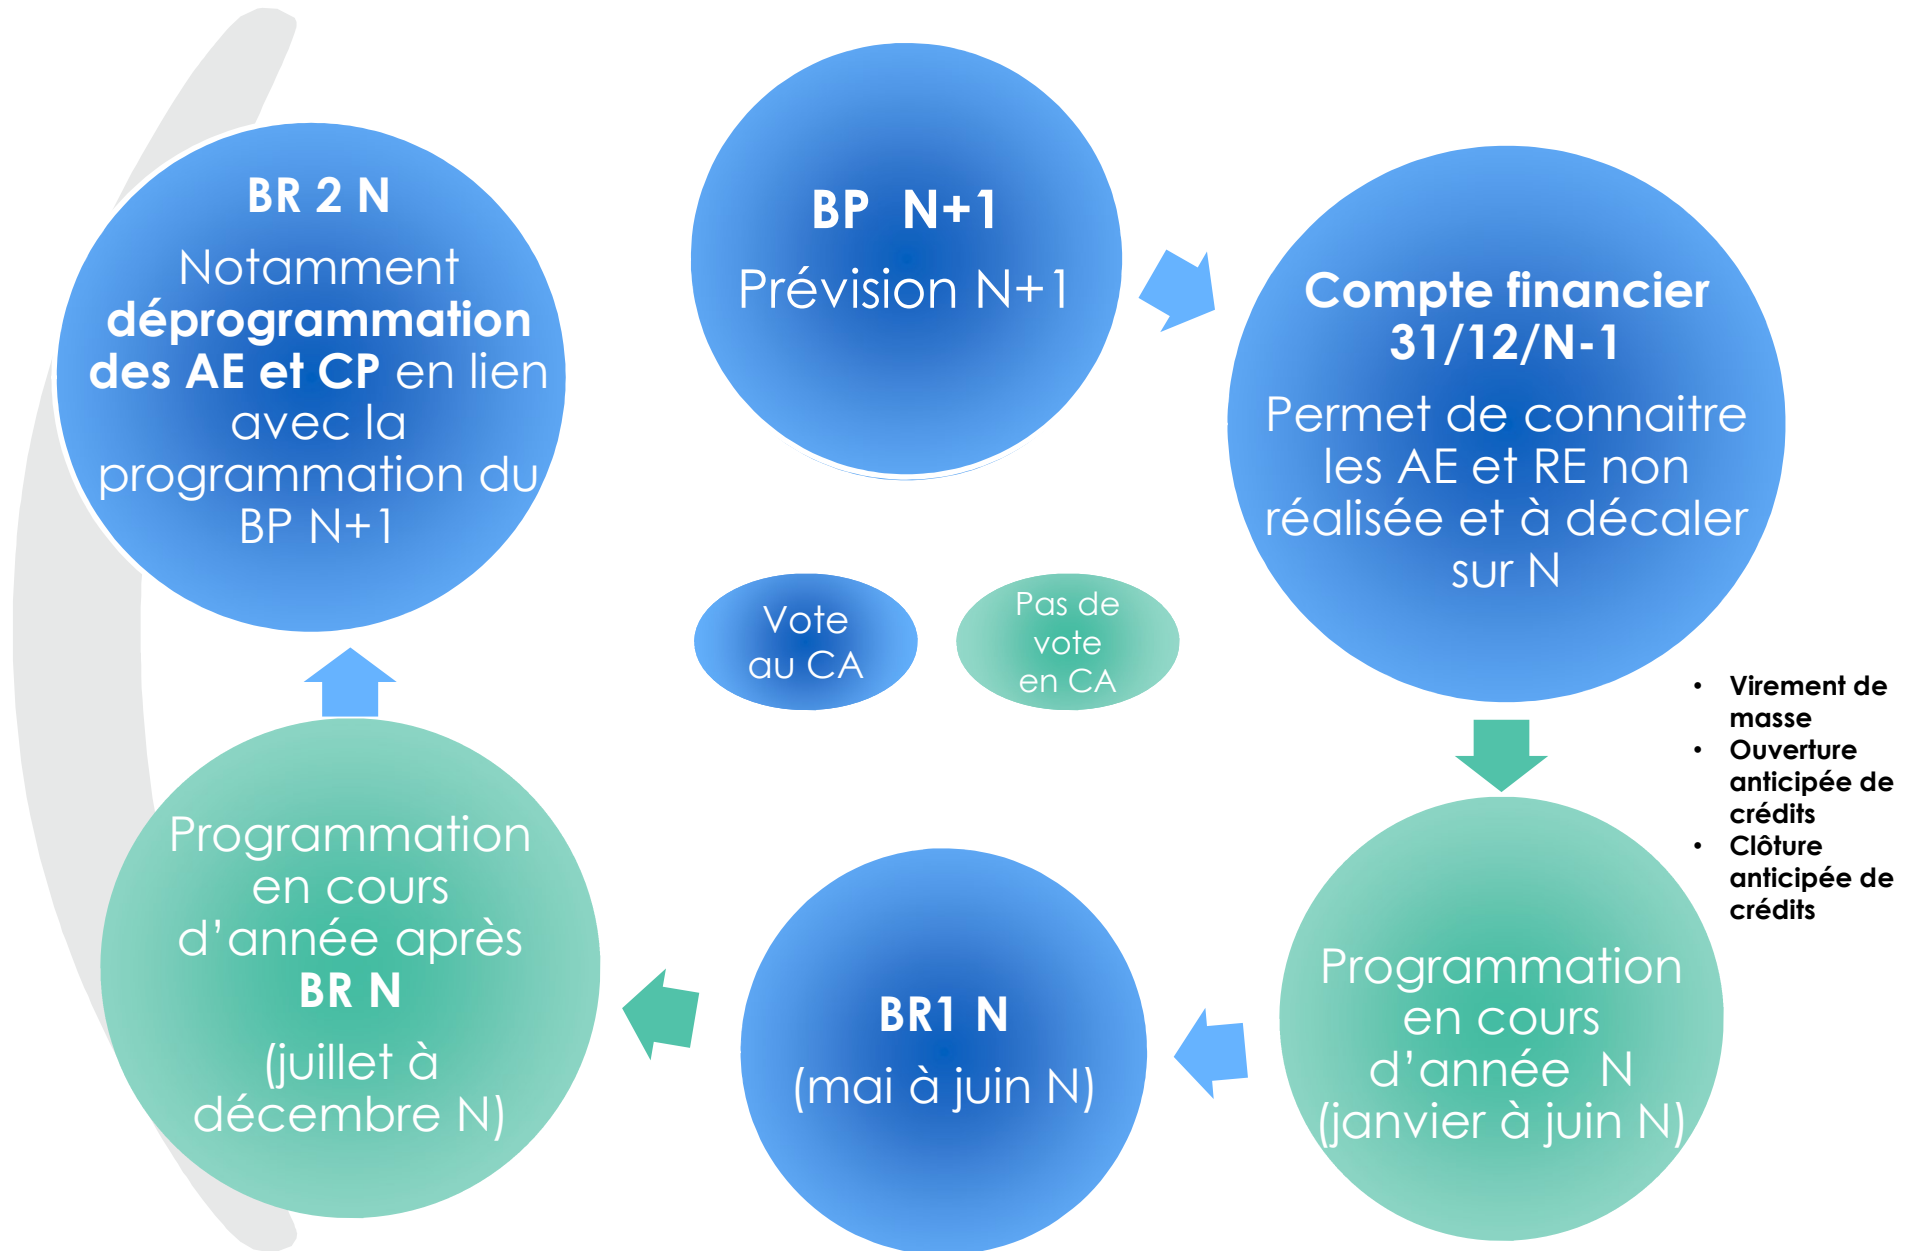 BR 2 N
Notamment
déprogrammation
des AE et CP en lien
avec la
programmation du
BP N+1
BP N+1
Prévision N+1
Compte financier
31/12/N-1
Permet de connaitre
les AE et RE non
réalisée et à décaler
sur N
Vote
au CA
Pas de
vote
en CA
• Virement de
masse
• Ouverture
anticipée de
crédits
• Clôture
anticipée de
crédits
Programmation
en cours
d’année N
(janvier à juin N)
BR1 N
(mai à juin N)
Programmation
en cours
d’année après
BR N
(juillet à
décembre N)